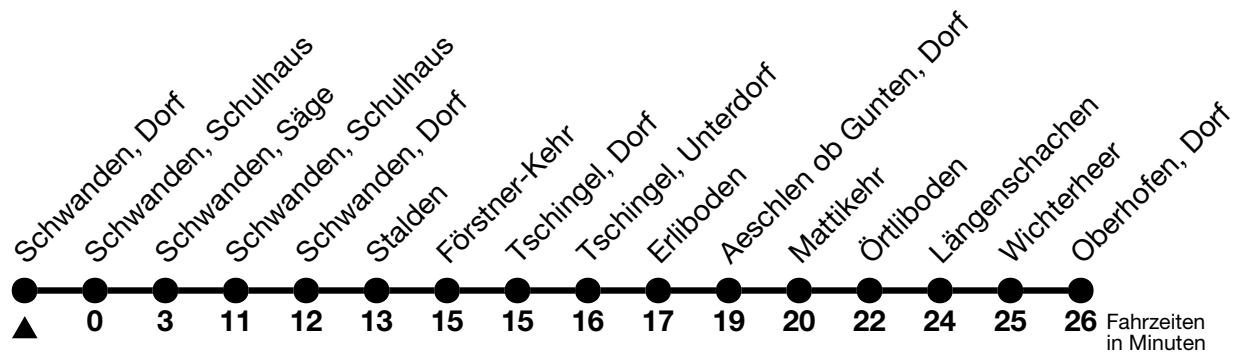 Schwanden, Dorf
Schwanden, Schulhaus
Schwanden, Säge
Schwanden, Schulhaus
Schwanden, Dorf
Stalden
Förstner-Kehr
Tschingel, Dorf
Tschingel, Unterdorf
Erliboden
Aeschlen ob Gunten, Dorf
Mattikehr
Örtliboden
Längenschachen
Wichterheer
Oberhofen, Dorf
0 3 11 12 13 15 15 16 17 19 20 22 24 25 26 Fahrzeiten
in Minuten